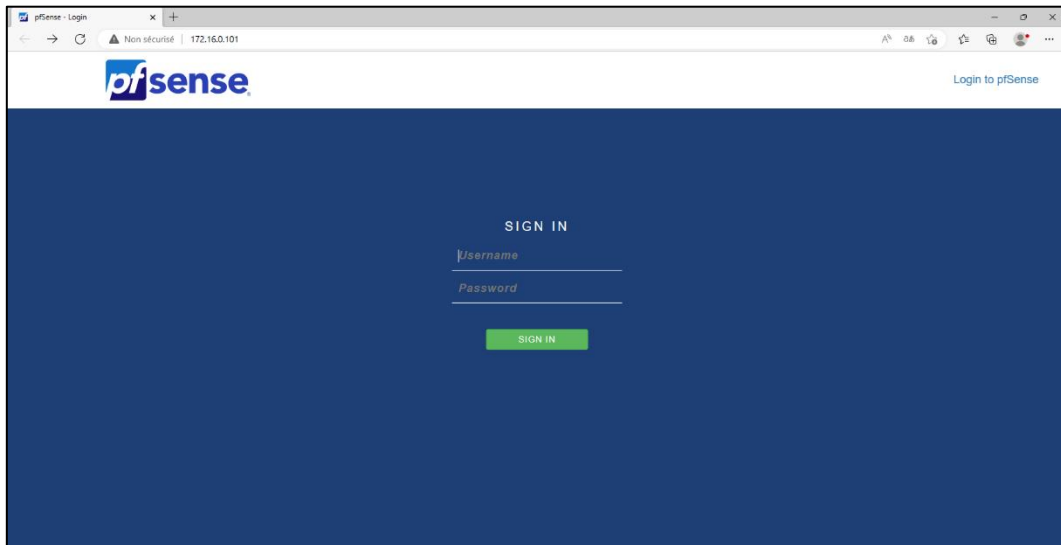 pfSense - Login
Non sécurisé | 172.16.0.101
pfsense
Login to pfSense
SIGN IN
Username
Password
SIGN IN